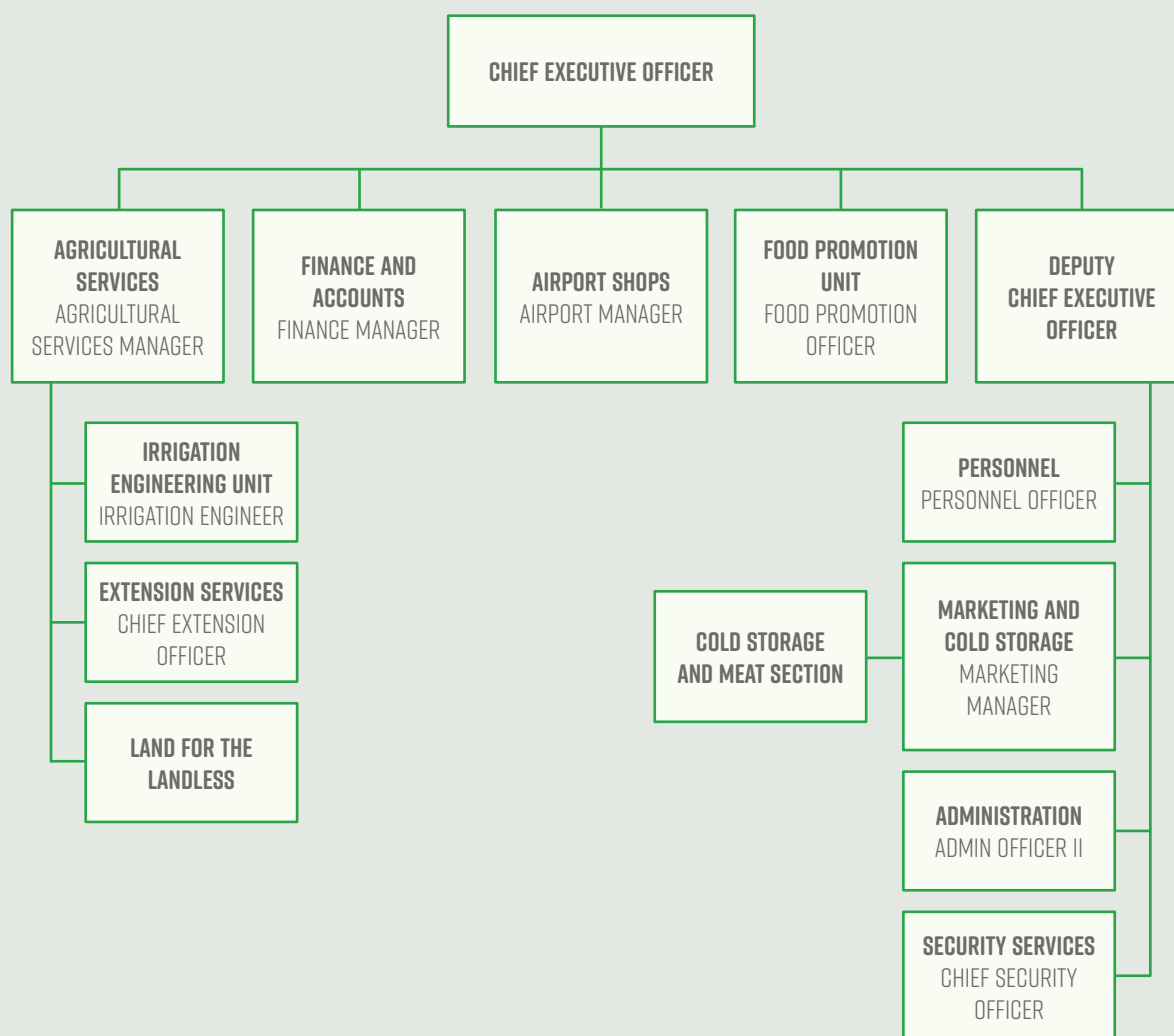 CHIEF EXECUTIVE OFFICER
AGRICULTURAL
SERVICES
AGRICULTURAL
SERVICES MANAGER
FINANCE AND
ACCOUNTS
FINANCE MANAGER
AIRPORT SHOPS
AIRPORT MANAGER
FOOD PROMOTION
UNIT
FOOD PROMOTION
OFFICER
DEPUTY
CHIEF EXECUTIVE
OFFICER
IRRIGATION
ENGINEERING UNIT
IRRIGATION ENGINEER
EXTENSION SERVICES
CHIEF EXTENSION
OFFICER
LAND FOR THE
LANDLESS
PERSONNEL
PERSONNEL OFFICER
COLD STORAGE
AND MEAT SECTION
MARKETING AND
COLD STORAGE
MARKETING
MANAGER
ADMINISTRATION
ADMIN OFFICER II
SECURITY SERVICES
CHIEF SECURITY
OFFICER